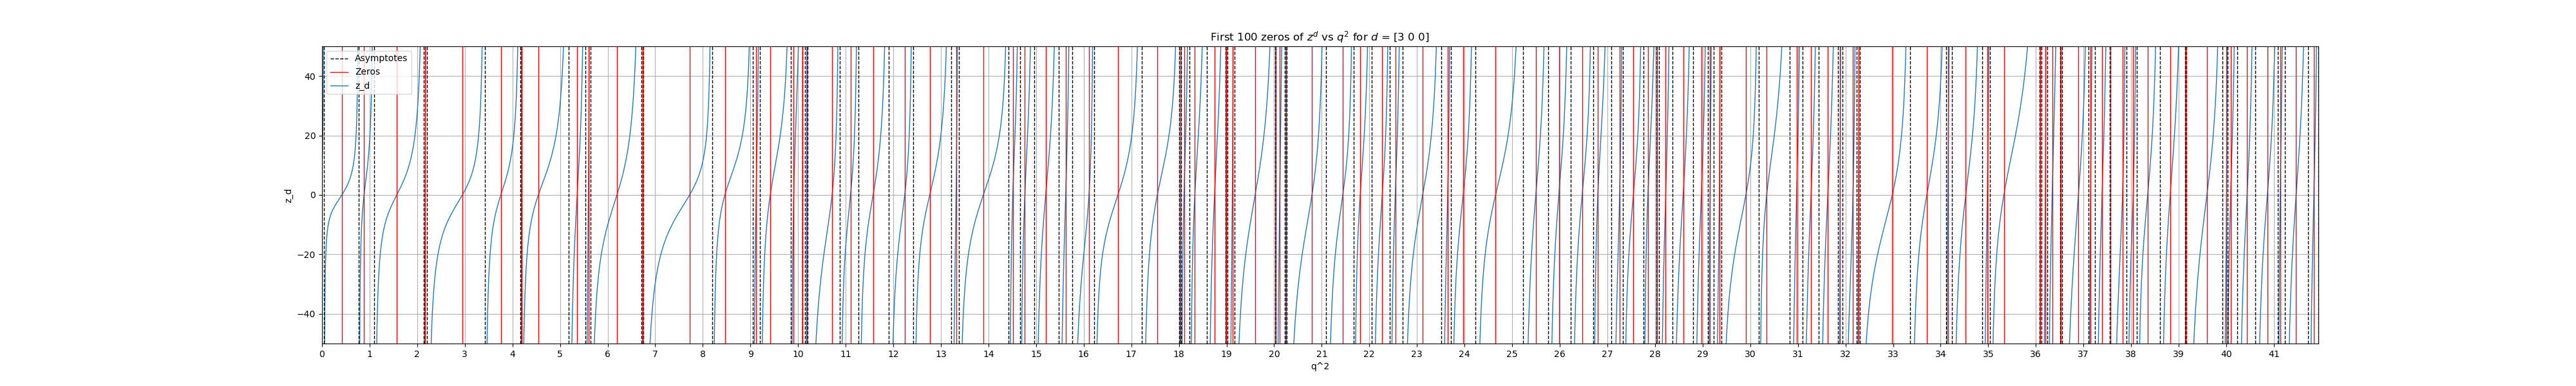 First 100 zeros of z^d vs q^2 for d = [3 0 0]
Asymptotes
Zeros
z_d
40
20
0
−20
−40
z_d
0 1 2 3 4 5 6 7 8 9 10 11 12 13 14 15 16 17 18 19 20 21 22 23 24 25 26 27 28 29 30 31 32 33 34 35 36 37 38 39 40 41
q^2